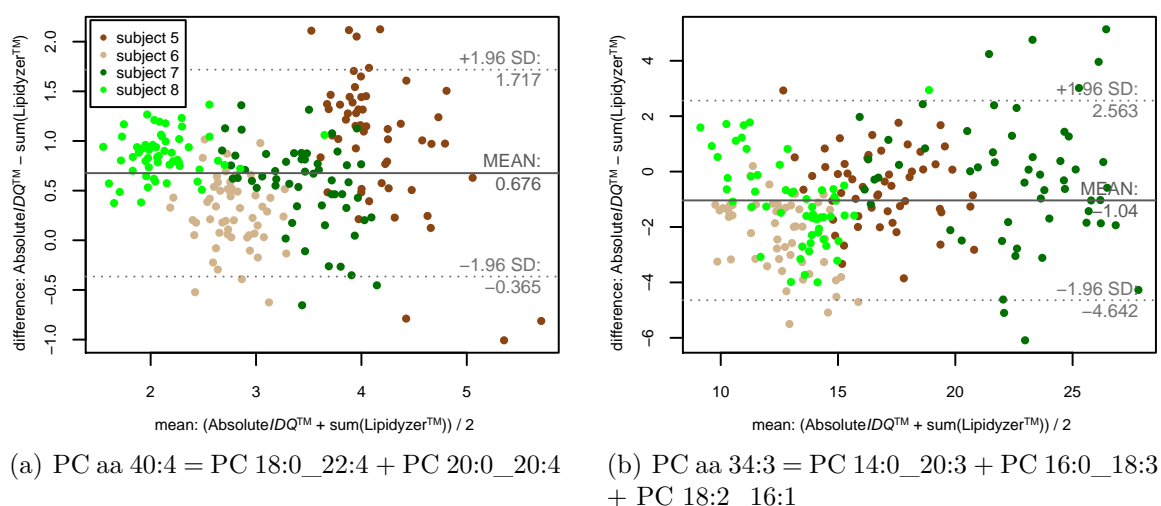 subject 5
subject 6
subject 7
subject 8
+1.96 SD:
1.717
MEAN:
0.676
−1.96 SD:
−0.365
2.0
1.5
1.0
0.5
0.0
−1.0
2 3 4 5
difference: AbsoluteIDQ™ − sum(Lipidyzer™)
mean: (AbsoluteIDQ™ + sum(Lipidyzer™)) / 2
(a) PC aa 40:4 = PC 18:0_22:4 + PC 20:0_20:4
+1.96 SD:
2.563
MEAN:
−1.04
−1.96 SD:
−4.642
4
2
0
−2
−4
−6
10 15 20 25
difference: AbsoluteIDQ™ − sum(Lipidyzer™)
mean: (AbsoluteIDQ™ + sum(Lipidyzer™)) / 2
(b) PC aa 34:3 = PC 14:0_20:3 + PC 16:0_18:3
+ PC 18:2 16:1